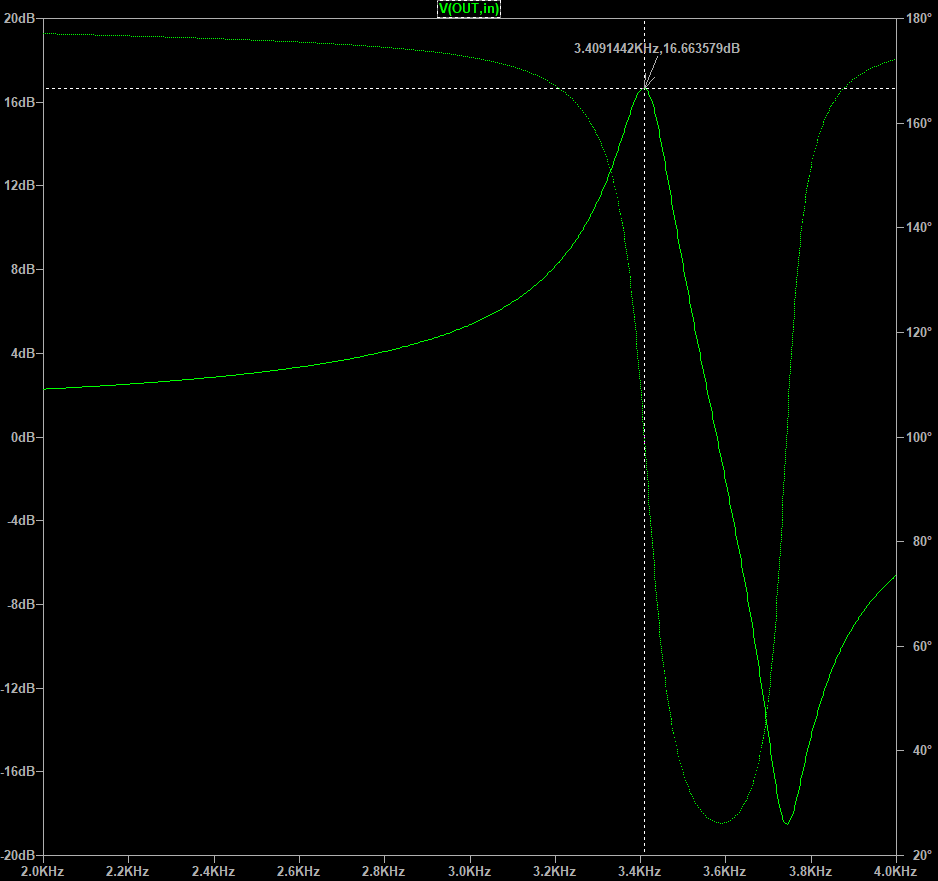 V(OUT,in)
20dB
180°
3.4091442KHz,16.663579dB
16dB
160°
12dB
140°
8dB
120°
4dB
0dB
100°
-4dB
80°
-8dB
60°
-12dB
40°
-16dB
-20dB
20°
2.0KHz 2.2KHz 2.4KHz 2.6KHz 2.8KHz 3.0KHz 3.2KHz 3.4KHz 3.6KHz 3.8KHz 4.0KHz